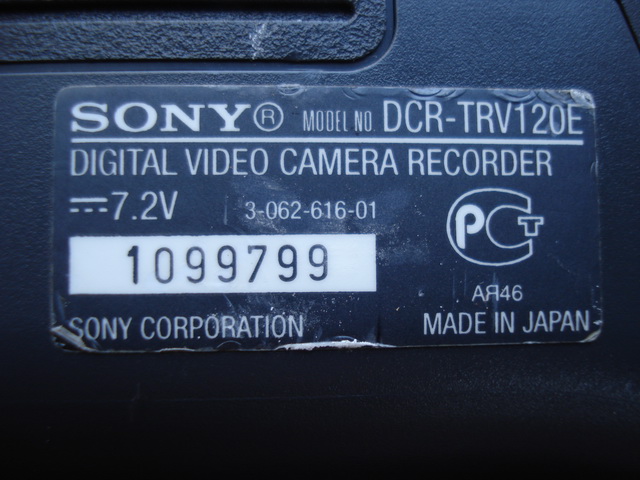 SONY® MODEL NO. DCR-TRV120E
DIGITAL VIDEO CAMERA RECORDER
⎓7.2V 3-062-616-01
РСТ
1099799
АЯ46
SONY CORPORATION MADE IN JAPAN